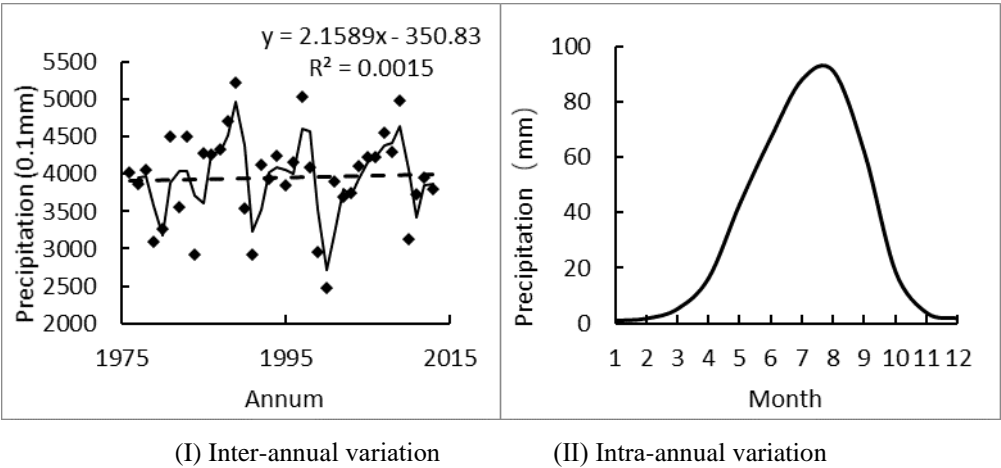 y = 2.1589x - 350.83
R² = 0.0015
Precipitation (0.1mm)
5500
5000
4500
4000
3500
3000
2500
2000
1975 1995 2015
Annum
Precipitation (mm)
100
80
60
40
20
0
1 2 3 4 5 6 7 8 9 10 11 12
Month
(I) Inter-annual variation (II) Intra-annual variation